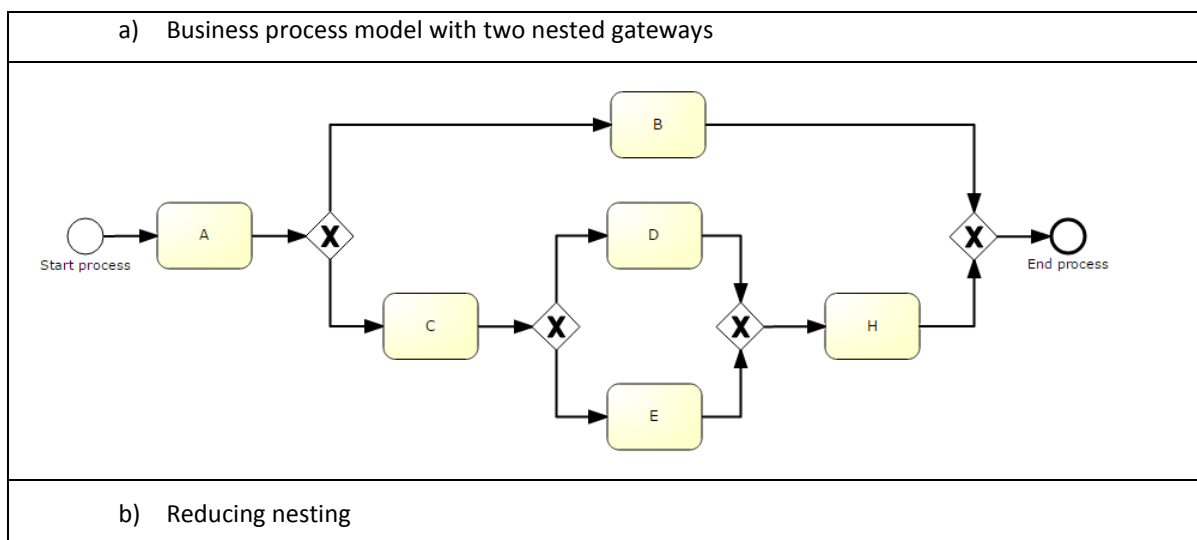 a) Business process model with two nested gateways
B
A
X
D
X
Start process
End process
C
X
X
H
E
b) Reducing nesting